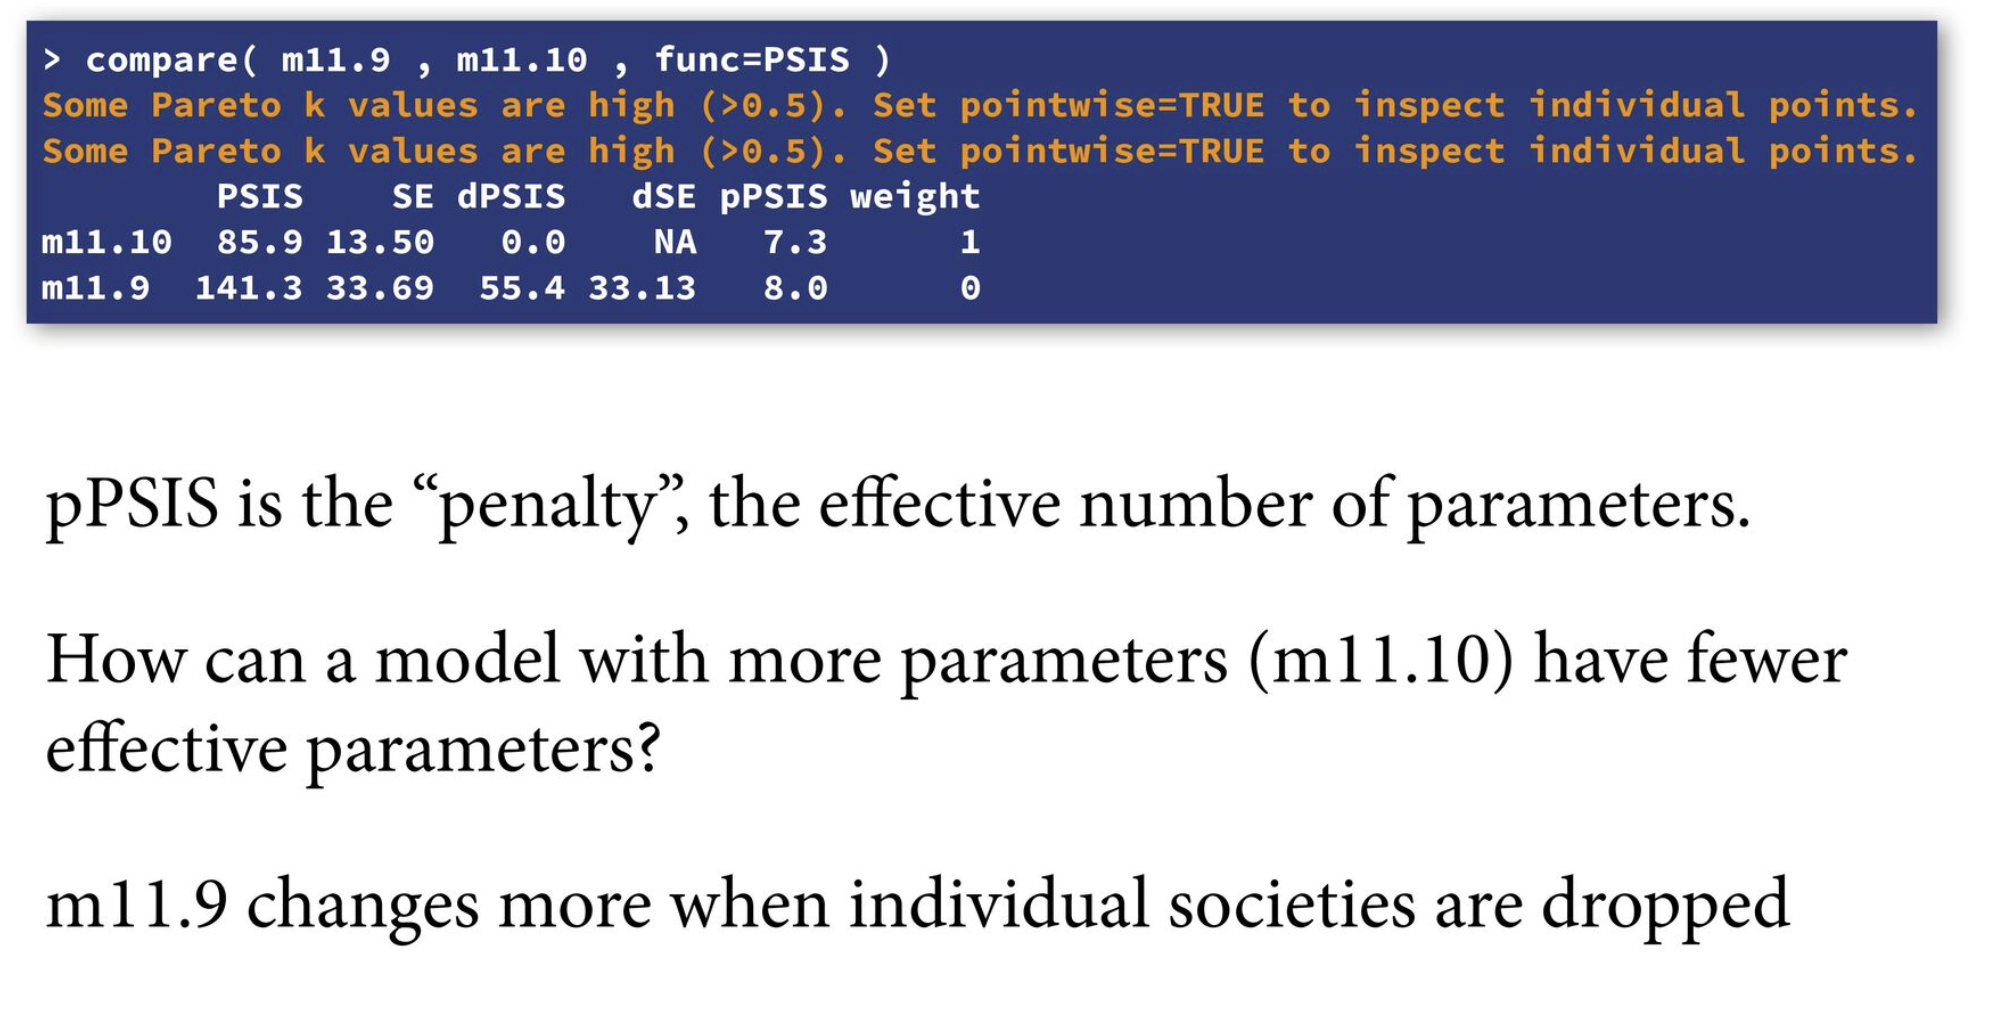 > compare( m11.9 , m11.10 , func=PSIS )
Some Pareto k values are high (>0.5). Set pointwise=TRUE to inspect individual points.
Some Pareto k values are high (>0.5). Set pointwise=TRUE to inspect individual points.
PSIS SE dPSIS dSE pPSIS weight
m11.10 85.9 13.50 0.0 NA 7.3 1
m11.9 141.3 33.69 55.4 33.13 8.0 0
pPSIS is the “penalty”, the effective number of parameters.
How can a model with more parameters (m11.10) have fewer
effective parameters?
m11.9 changes more when individual societies are dropped